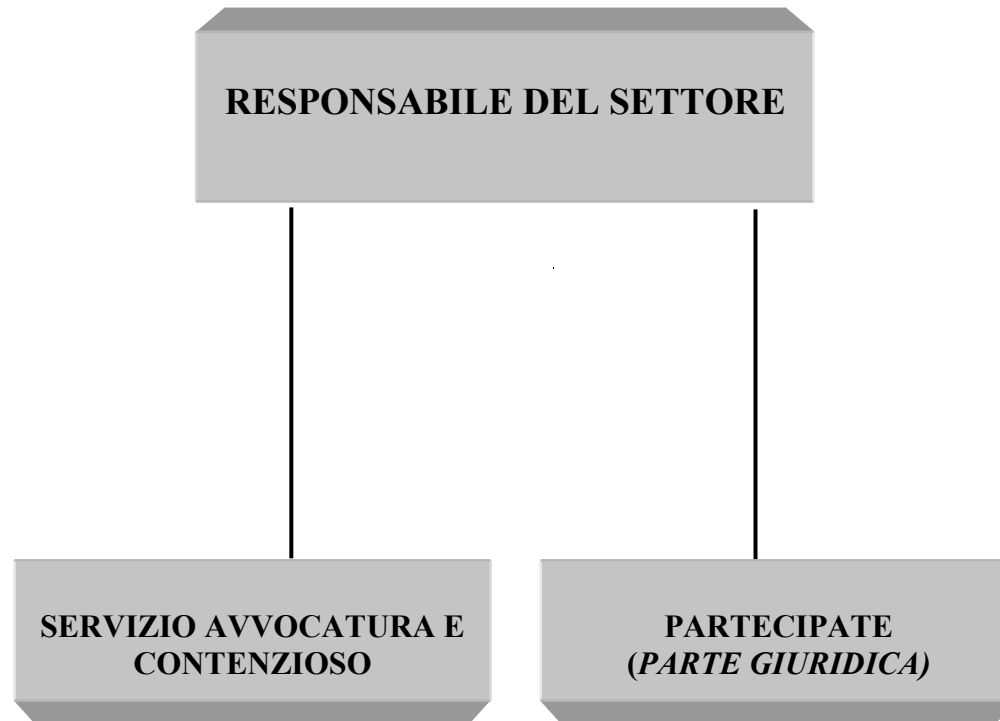 RESPONSABILE DEL SETTORE
SERVIZIO AVVOCATURA E
CONTENZIOSO
PARTECIPATE
(PARTE GIURIDICA)